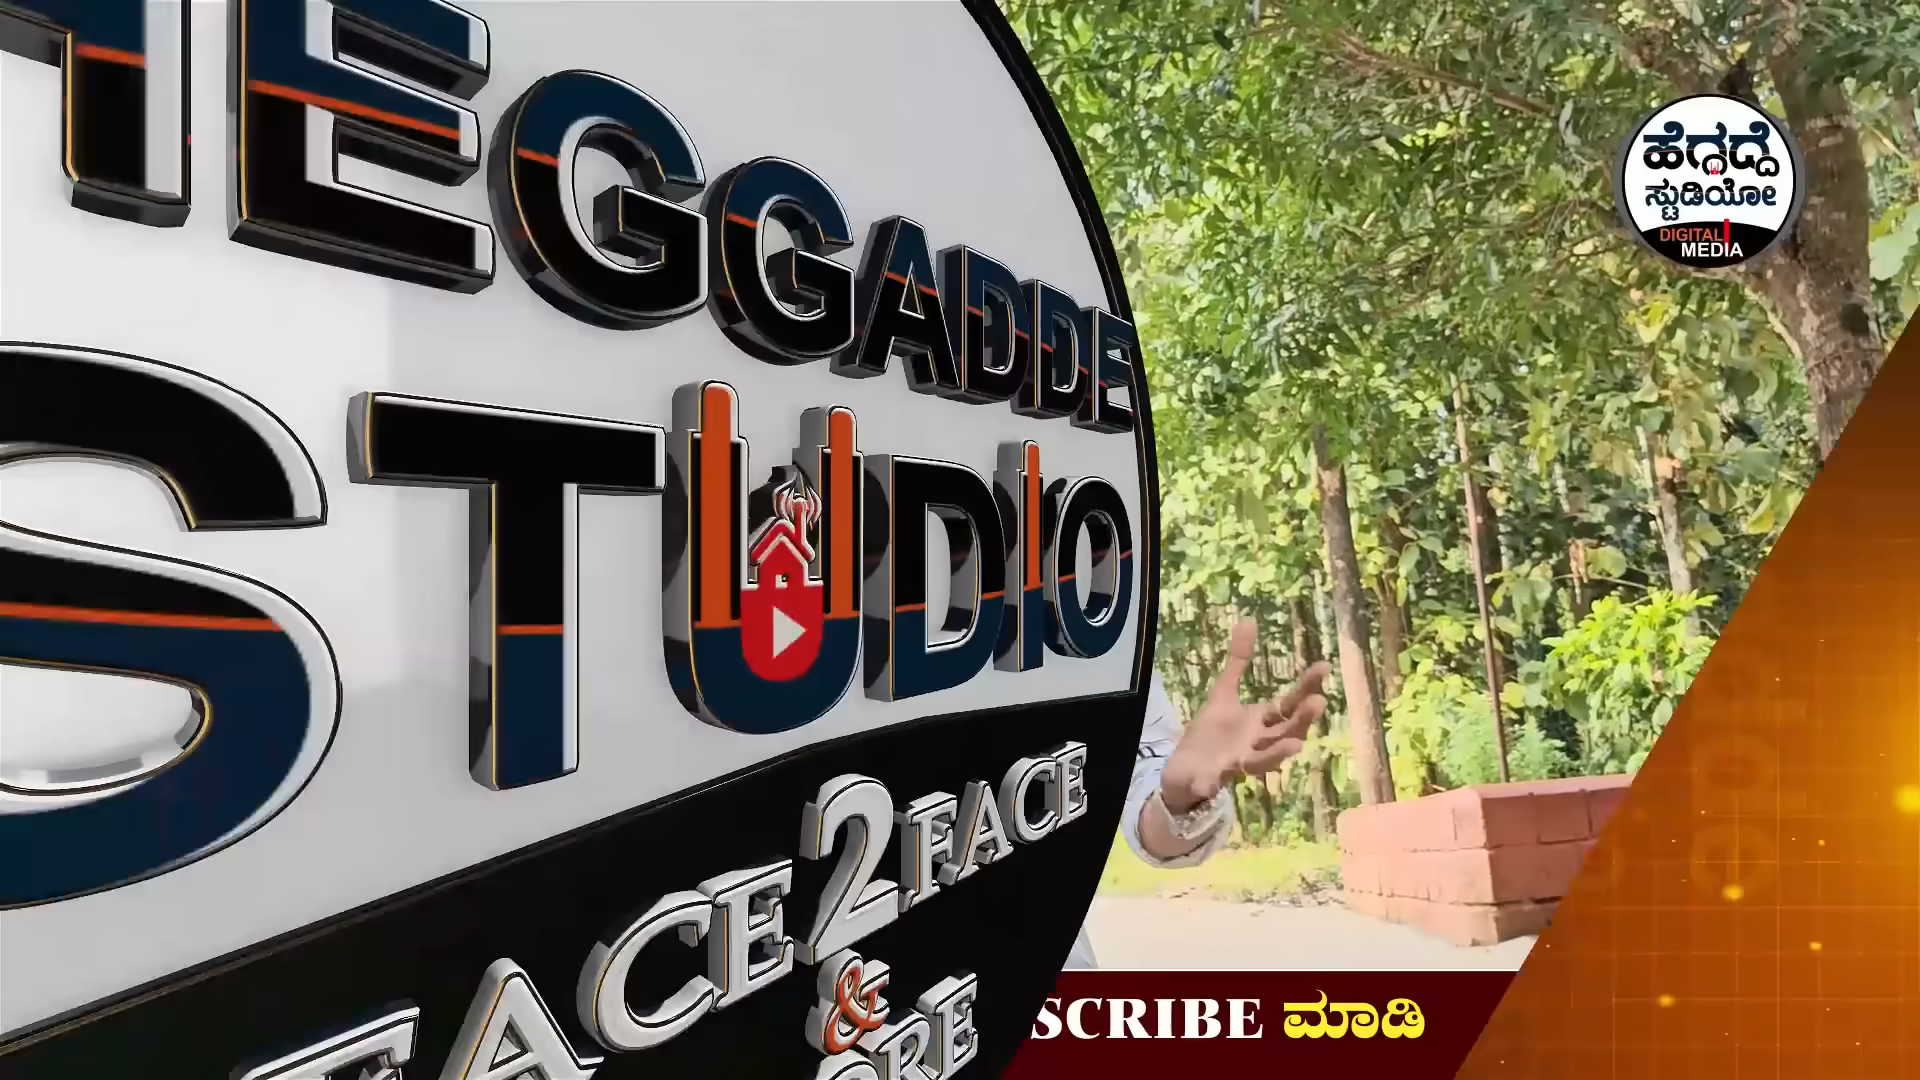 HEGGADDE
STUDIO
FACE2FACE
&
ಹೆಗ್ಗದ್ದೆ
ಸ್ಟುಡಿಯೋ
DIGITAL
MEDIA
SCRIBE ಮಾಡಿ